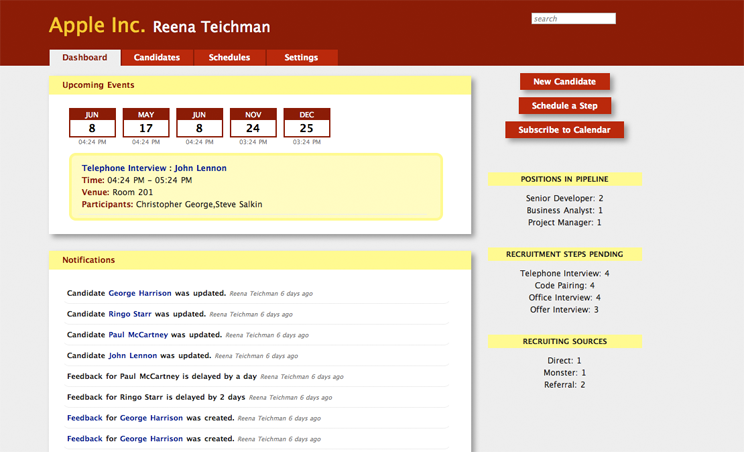 Apple Inc. Reena Teichman
search
Dashboard Candidates Schedules Settings
Upcoming Events
JUN MAY JUN NOV DEC
8 17 8 24 25
04:24 PM 04:24 PM 04:24 PM 03:24 PM 03:24 PM
Telephone Interview : John Lennon
Time: 04:24 PM – 05:24 PM
Venue: Room 201
Participants: Christopher George,Steve Salkin
Notifications
Candidate George Harrison was updated. Reena Teichman 6 days ago
Candidate Ringo Starr was updated. Reena Teichman 6 days ago
Candidate Paul McCartney was updated. Reena Teichman 6 days ago
Candidate John Lennon was updated. Reena Teichman 6 days ago
Feedback for Paul McCartney is delayed by a day Reena Teichman 6 days ago
Feedback for Ringo Starr is delayed by 2 days Reena Teichman 6 days ago
Feedback for George Harrison was created. Reena Teichman 6 days ago
Feedback for George Harrison was created. Reena Teichman 6 days ago
New Candidate
Schedule a Step
Subscribe to Calendar
POSITIONS IN PIPELINE
Senior Developer: 2
Business Analyst: 1
Project Manager: 1
RECRUITMENT STEPS PENDING
Telephone Interview: 4
Code Pairing: 4
Office Interview: 4
Offer Interview: 3
RECRUITING SOURCES
Direct: 1
Monster: 1
Referral: 2